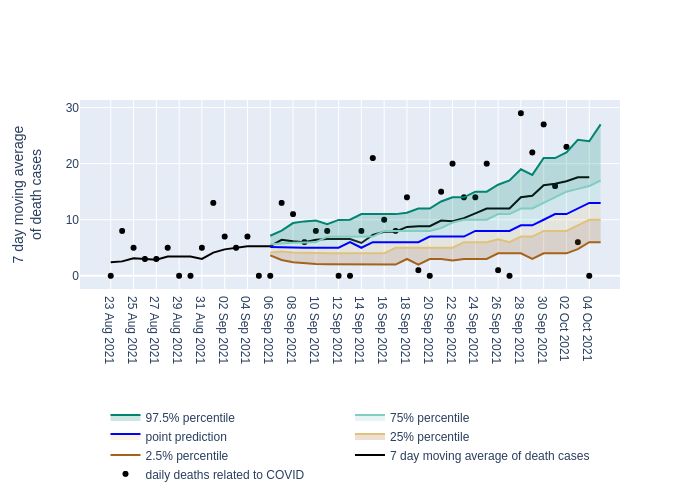 7 day moving average
of death cases
30
20
10
0
23 Aug 2021
25 Aug 2021
27 Aug 2021
29 Aug 2021
31 Aug 2021
02 Sep 2021
04 Sep 2021
06 Sep 2021
08 Sep 2021
10 Sep 2021
12 Sep 2021
14 Sep 2021
16 Sep 2021
18 Sep 2021
20 Sep 2021
22 Sep 2021
24 Sep 2021
26 Sep 2021
28 Sep 2021
30 Sep 2021
02 Oct 2021
04 Oct 2021
97.5% percentile
75% percentile
point prediction
25% percentile
2.5% percentile
7 day moving average of death cases
daily deaths related to COVID